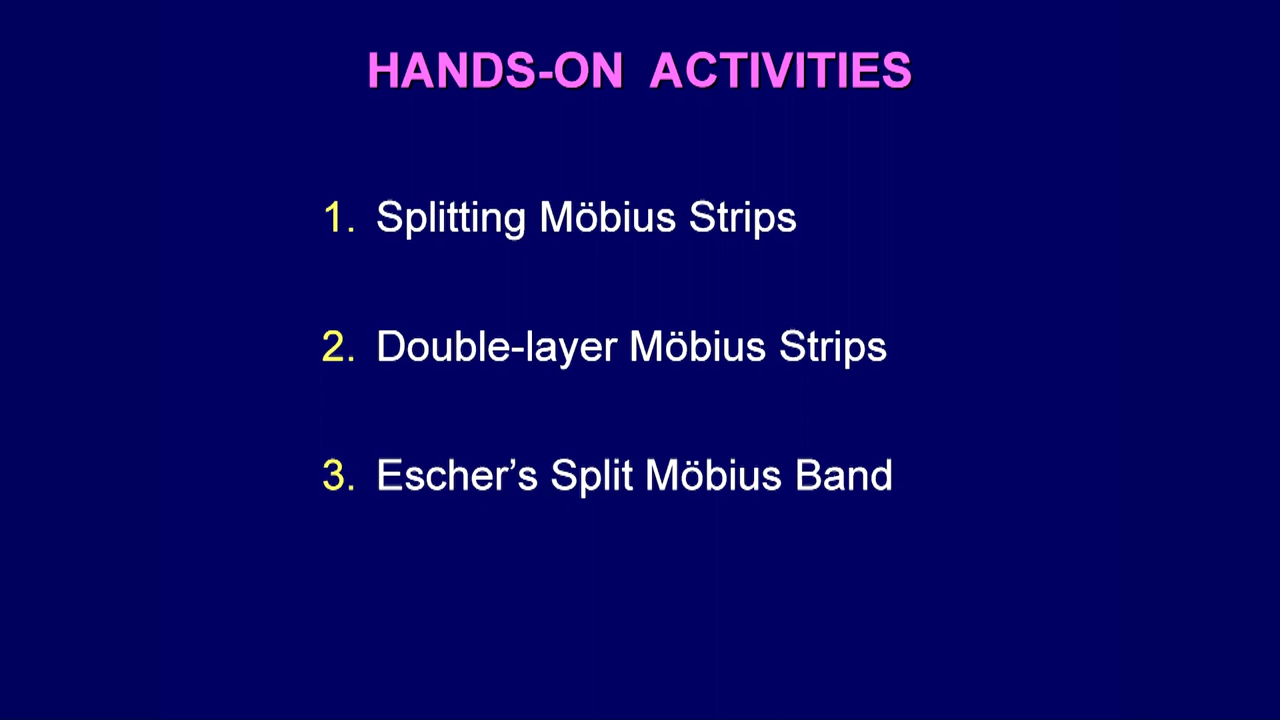 HANDS-ON ACTIVITIES
1. Splitting Möbius Strips
2. Double-layer Möbius Strips
3. Escher’s Split Möbius Band